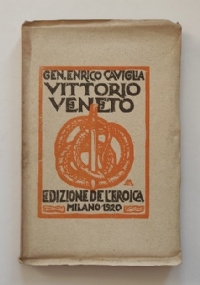 GEN. ENRICO CAVIGLIA
VITTORIO
VENETO
EDIZIONE DE L'EROICA
MILANO 1920